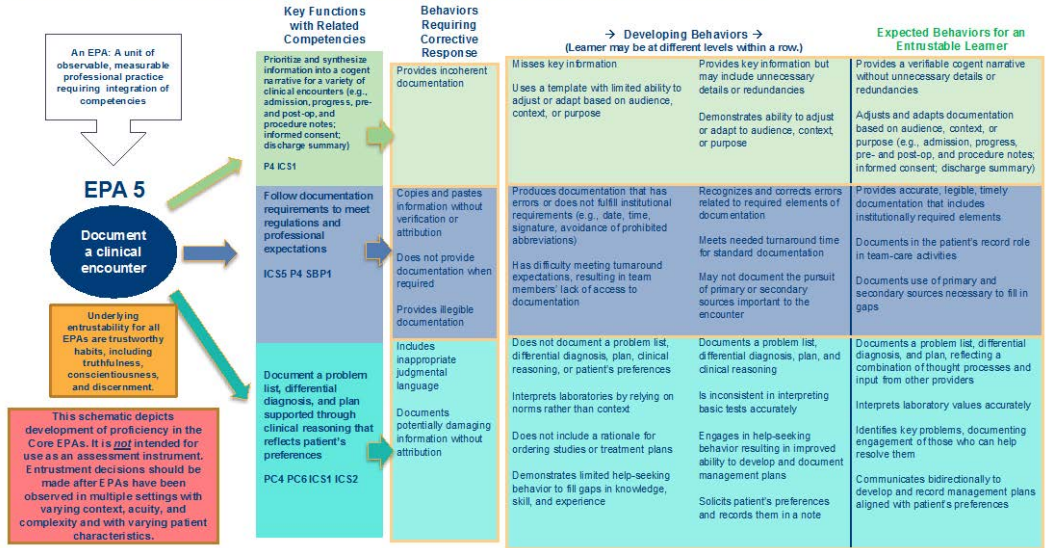 An EPA: A unit of
observable, measurable
professional practice
requiring integration of
competencies
EPA 5
Document
a clinical
encounter
Underlying
entrustability for all
EPAs are trustworthy
habits, including
truthfulness,
conscientiousness,
and discernment.
This schematic depicts
development of proficiency in the
Core EPAs. It is not intended for
use as an assessment instrument.
Entrustment decisions should be
made after EPAs have been
observed in multiple settings with
varying context, acuity, and
complexity and with varying patient
characteristics.
Key Functions
with Related
Competencies
Prioritize and synthesize
information into a cogent
narrative for a variety of
clinical encounters (e.g.,
admission, progress, pre-
and post-op, and
procedure notes;
informed consent;
discharge summary)
P4 ICS1
Follow documentation
requirements to meet
regulations and
professional expectations
ICS5 P4 SBP1
Document a problem
list, differential
diagnosis, and plan
supported through
clinical reasoning that
reflects patient's
preferences
PC4 PC6 ICS1 ICS2
Behaviors
Requiring
Corrective
Response
Provides incoherent
documentation
Copies and pastes
information without
verification or
attribution
Does not provide
documentation when
required
Provides illegible
documentation
Includes
inappropriate
judgmental
language
Documents
potentially damaging
information without
attribution
→ Developing Behaviors →
(Learner may be at different levels within a row.)
Misses key information
Uses a template with limited ability to
adjust or adapt based on audience,
context, or purpose
Produces documentation that has
errors or does not fulfill institutional
requirements (e.g., date, time,
signature, avoidance of prohibited
abbreviations)
Has difficulty meeting turnaround
expectations, resulting in team
members' lack of access to
documentation
Does not document a problem list,
differential diagnosis, plan, clinical
reasoning, or patient's preferences
Interprets laboratories by relying on
norms rather than context
Does not include a rationale for
ordering studies or treatment plans
Demonstrates limited help-seeking
behavior to fill gaps in knowledge,
skill, and experience
Provides key information but
may include unnecessary
details or redundancies
Demonstrates ability to adjust
or adapt to audience, context,
or purpose
Recognizes and corrects errors
related to required elements of
documentation
Meets needed turnaround time
for standard documentation
May not document the pursuit
of primary or secondary
sources important to the
encounter
Documents a problem list,
differential diagnosis, plan, and
clinical reasoning
Is inconsistent in interpreting
basic tests accurately
Engages in help-seeking
behavior resulting in improved
ability to develop and document
management plans
Solicits patient's preferences
and records them in a note
Expected Behaviors for an
Entrustable Learner
Provides a verifiable cogent narrative
without unnecessary details or
redundancies
Adjusts and adapts documentation
based on audience, context, or
purpose (e.g., admission, progress,
pre- and post-op, and procedure notes;
informed consent; discharge summary)
Provides accurate, legible, timely
documentation that includes
institutionally required elements
Documents in the patient's record role
in team-care activities
Documents use of primary and
secondary sources necessary to fill in
gaps
Documents a problem list, differential
diagnosis, and plan, reflecting a
combination of thought processes and
input from other providers
Interprets laboratory values accurately
Identifies key problems, documenting
engagement of those who can help
resolve them
Communicates bidirectionally to
develop and record management plans
aligned with patient's preferences